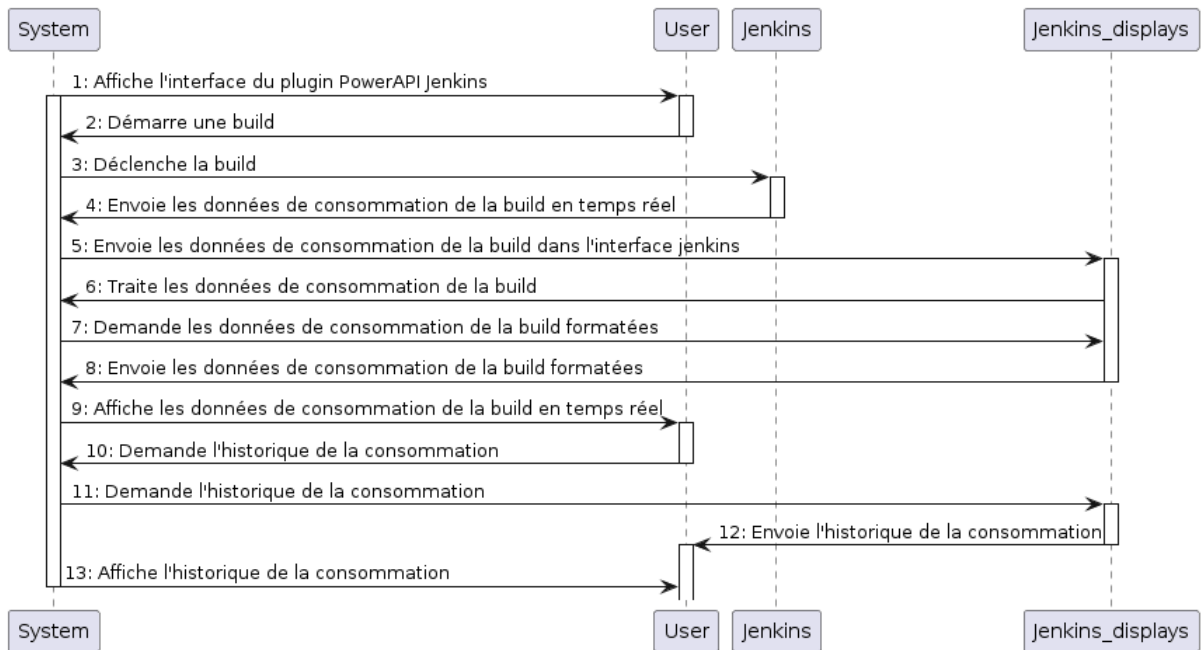 System User Jenkins Jenkins_displays
1: Affiche l'interface du plugin PowerAPI Jenkins
2: Démarre une build
3: Déclenche la build
4: Envoie les données de consommation de la build en temps réel
5: Envoie les données de consommation de la build dans l'interface jenkins
6: Traite les données de consommation de la build
7: Demande les données de consommation de la build formatées
8: Envoie les données de consommation de la build formatées
9: Affiche les données de consommation de la build en temps réel
10: Demande l'historique de la consommation
11: Demande l'historique de la consommation
12: Envoie l'historique de la consommation
13: Affiche l'historique de la consommation
System User Jenkins Jenkins_displays